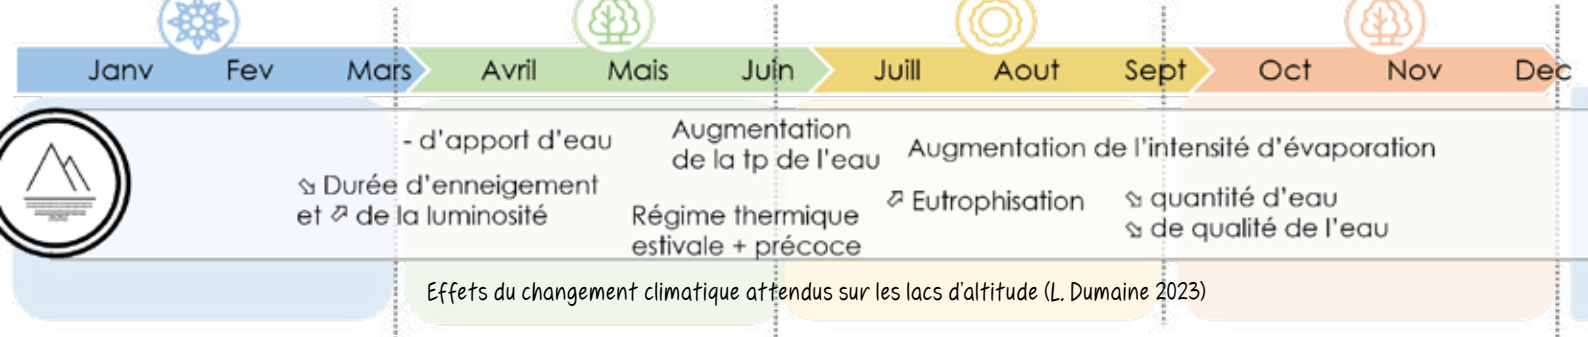 Janv Fev Mars Avril Mais Juin Juill Aout Sept Oct Nov Dec
- d'apport d'eau
⇘ Durée d'enneigement
et ⇗ de la luminosité
Augmentation
de la tp de l'eau
Régime thermique
estivale + précoce
Augmentation de l'intensité d'évaporation
⇗ Eutrophisation
⇘ quantité d'eau
⇘ de qualité de l'eau
Effets du changement climatique attendus sur les lacs d'altitude (L. Dumaine 2023)